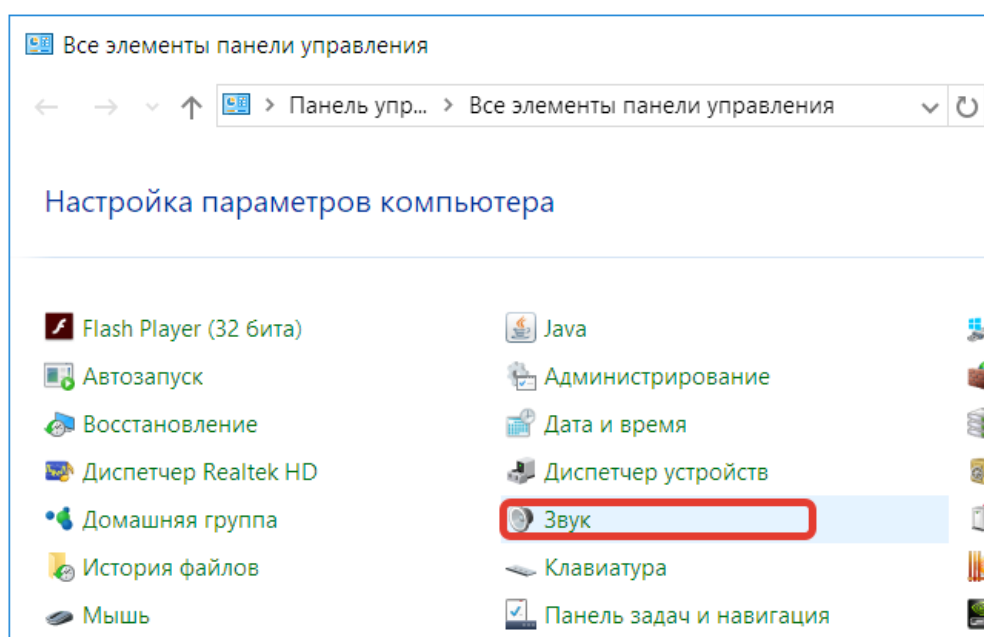 Все элементы панели управления
Панель упр... > Все элементы панели управления
Настройка параметров компьютера
Flash Player (32 бита)
Java
Автозапуск
Администрирование
Восстановление
Дата и время
Диспетчер Realtek HD
Диспетчер устройств
Домашняя группа
Звук
История файлов
Клавиатура
Мышь
Панель задач и навигация